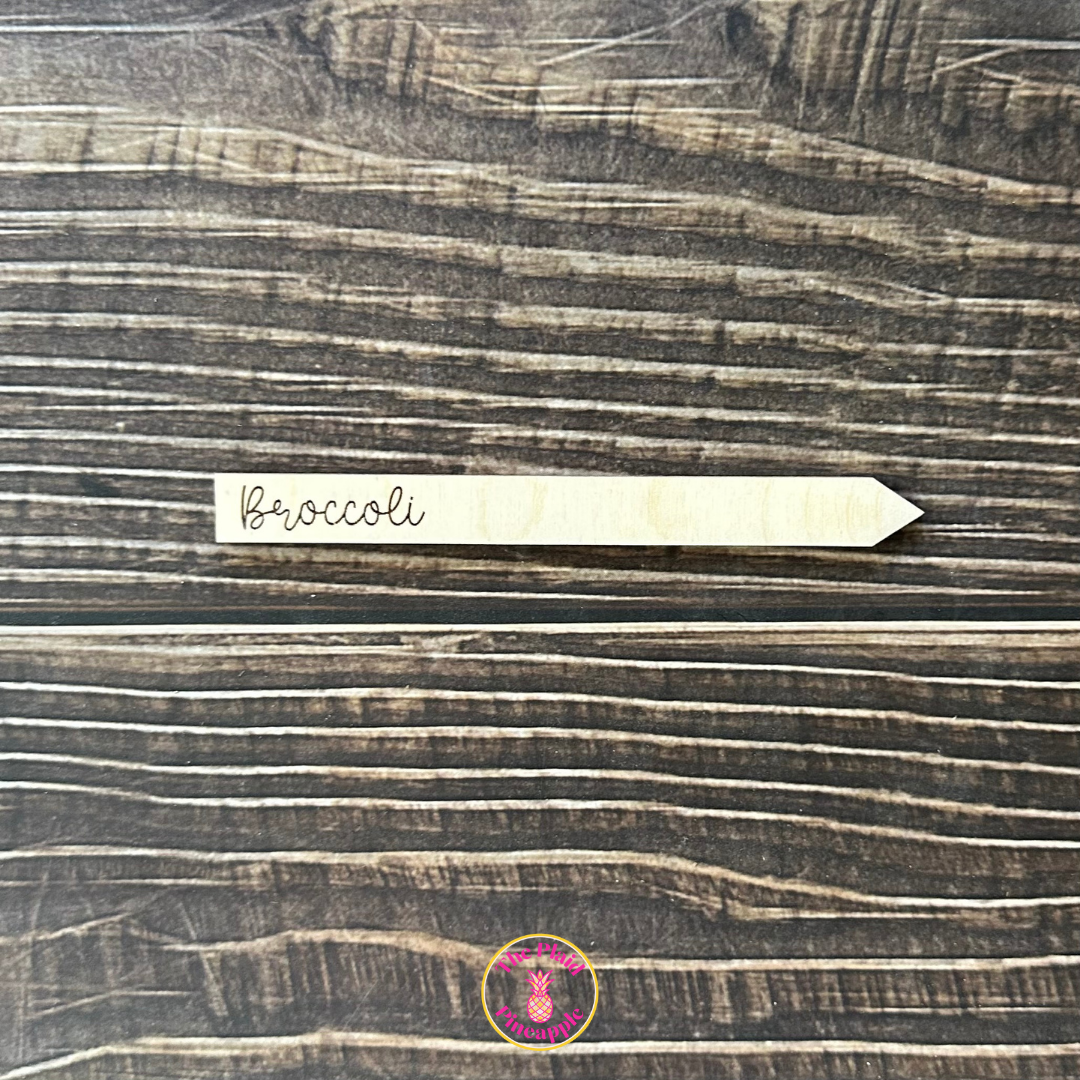 Broccoli
The Plaid
Pineapple